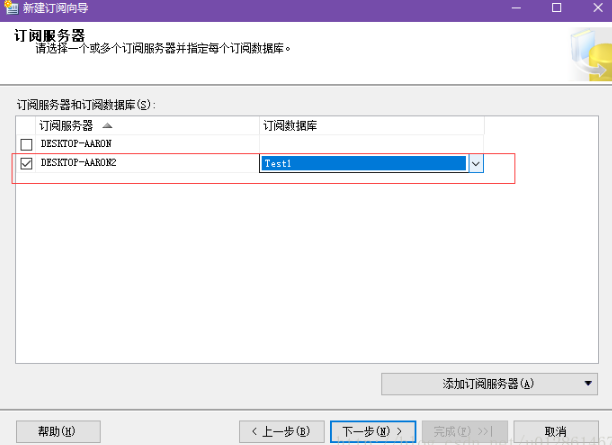 新建订阅向导
订阅服务器
请选择一个或多个订阅服务器并指定每个订阅数据库。
订阅服务器和订阅数据库(S):
订阅服务器 订阅数据库
DESKTOP-AARON
DESKTOP-AARON2 Test1
添加订阅服务器(A)
帮助(H) < 上一步(B) 下一步(N) > 完成(F) >>| 取消